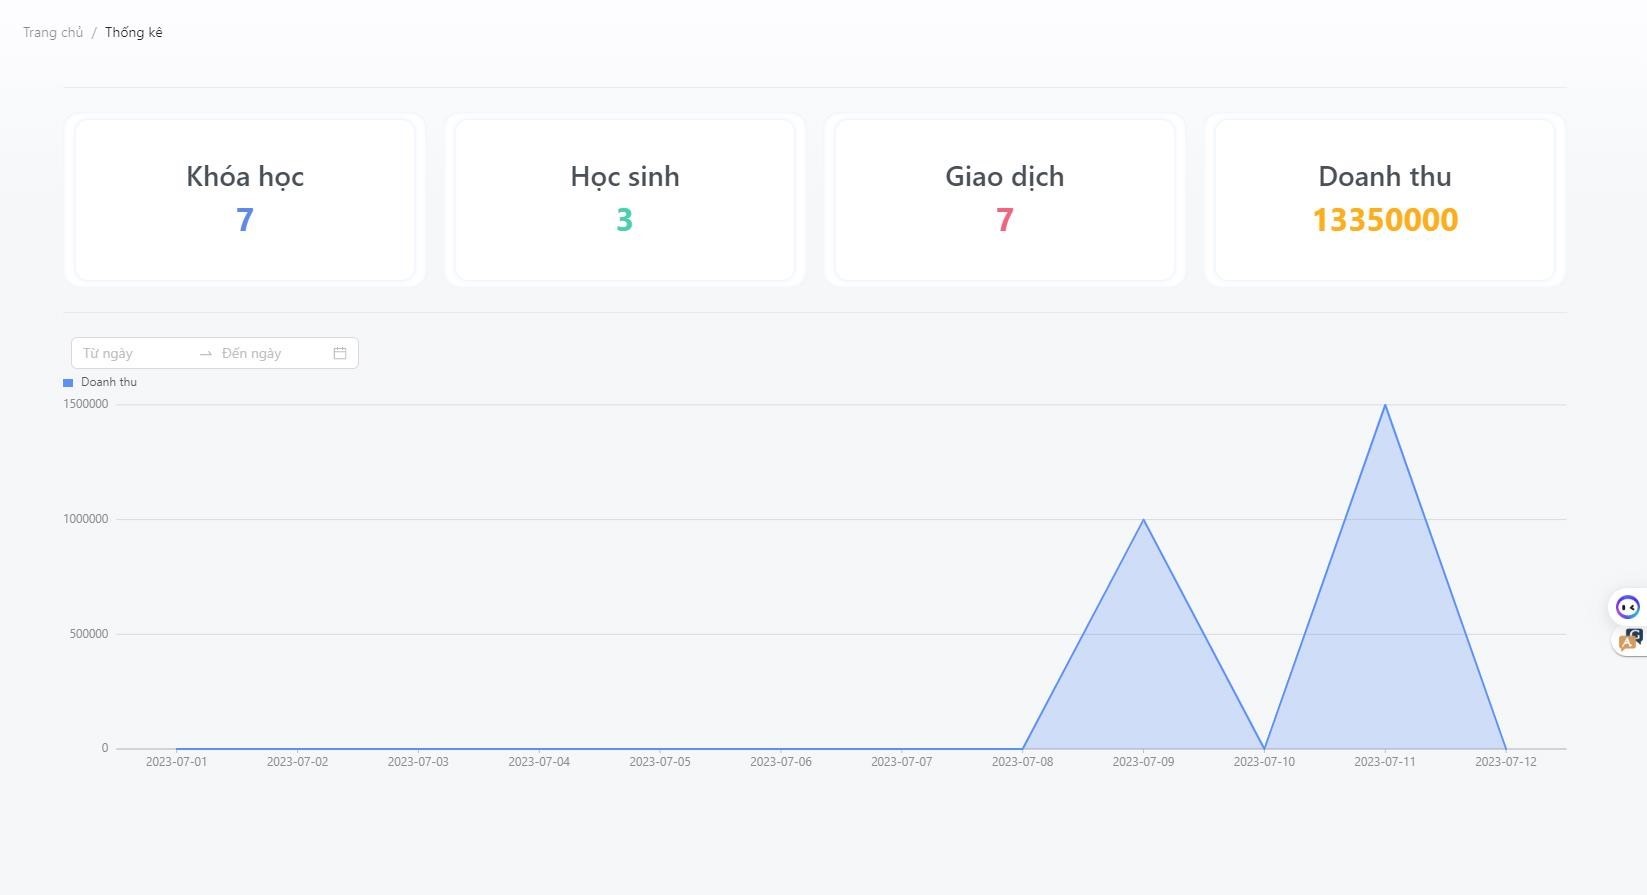 Trang chủ / Thống kê
Khóa học
7
Học sinh
3
Giao dịch
7
Doanh thu
13350000
Từ ngày → Đến ngày
Doanh thu
1500000
1000000
500000
0
2023-07-01 2023-07-02 2023-07-03 2023-07-04 2023-07-05 2023-07-06 2023-07-07 2023-07-08 2023-07-09 2023-07-10 2023-07-11 2023-07-12
A G